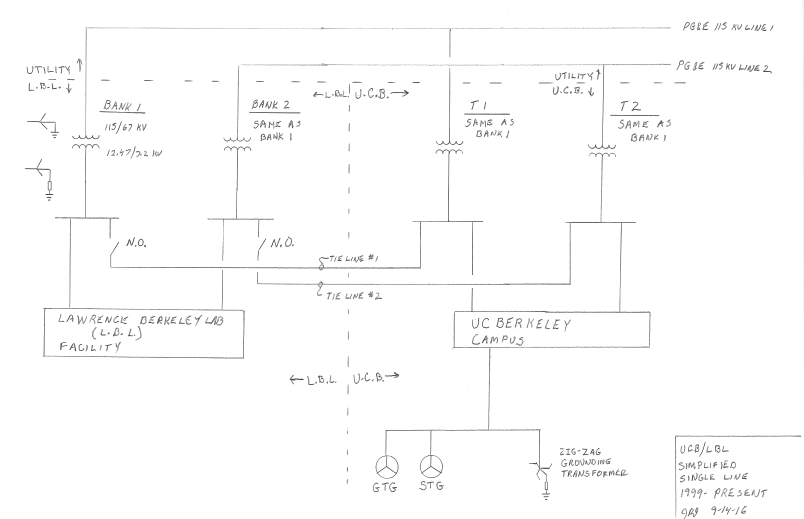 PG&E 115 KV LINE 1
PG&E 115 KV LINE 2
UTILITY ↑
L.B.L. ↓
BANK 1
115/67 KV
12.47/7.2 KV
BANK 2
SAME AS
BANK 1
← L.B.L. U.C.B. →
T1
SAME AS
BANK 1
UTILITY ↑
U.C.B. ↓
T2
SAME AS
BANK 1
N.O.
N.O.
TIE LINE #1
TIE LINE #2
LAWRENCE BERKELEY LAB
(L.B.L.)
FACILITY
UC BERKELEY
CAMPUS
← L.B.L. U.C.B. →
GTG
STG
ZIG-ZAG
GROUNDING
TRANSFORMER
UCB/LBL
SIMPLIFIED
SINGLE LINE
1999- PRESENT
9-14-16